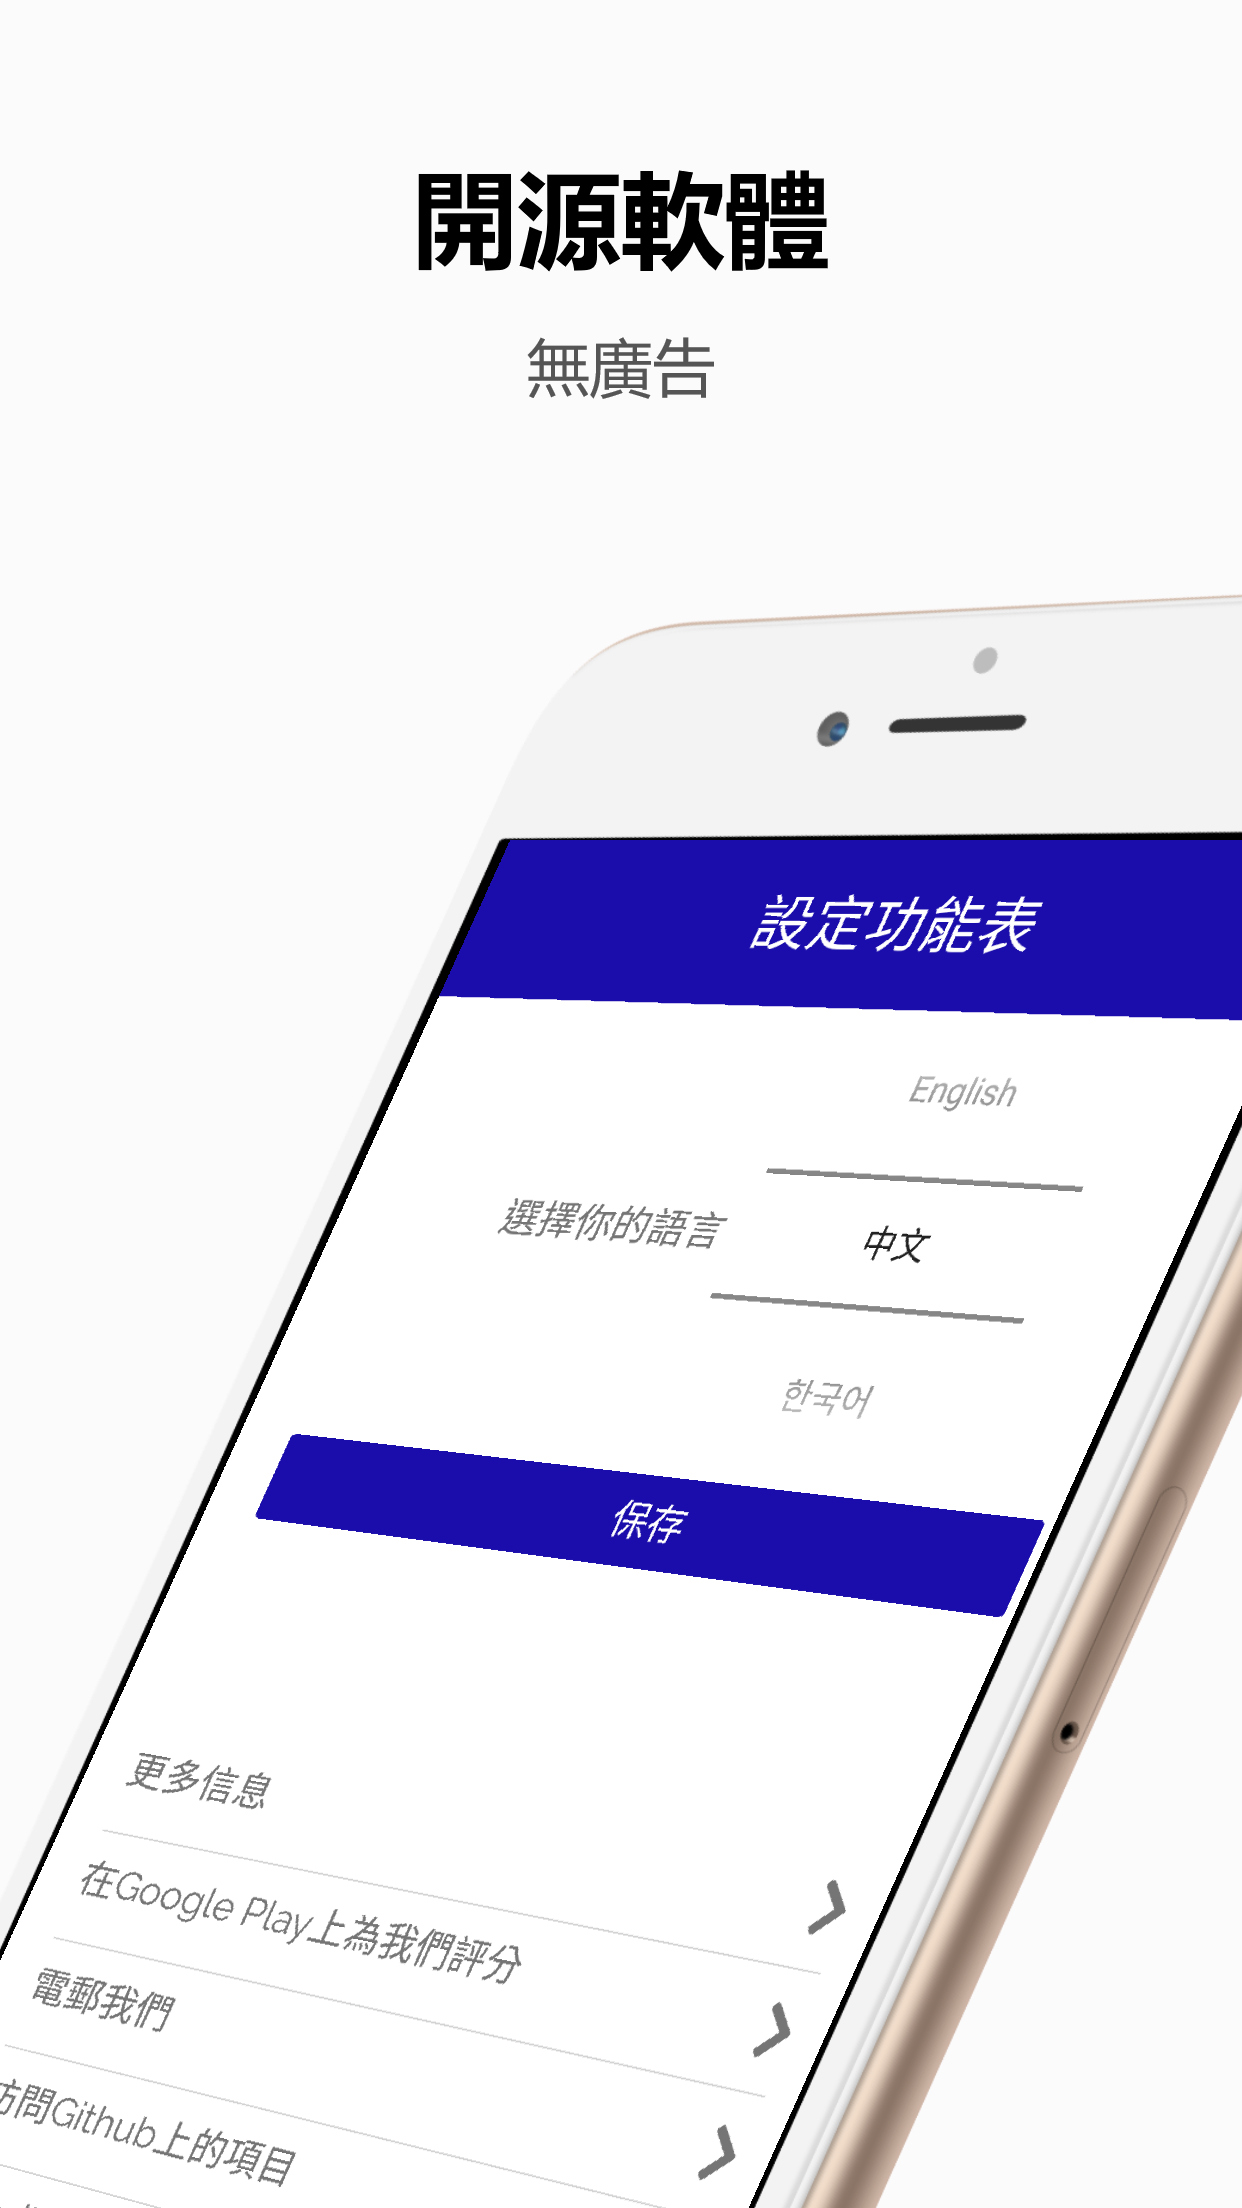 開源軟體
無廣告
設定功能表
English
選擇你的語言
中文
한국어
保存
更多信息
在Google Play上為我們評分
電郵我們
訪問Github上的項目